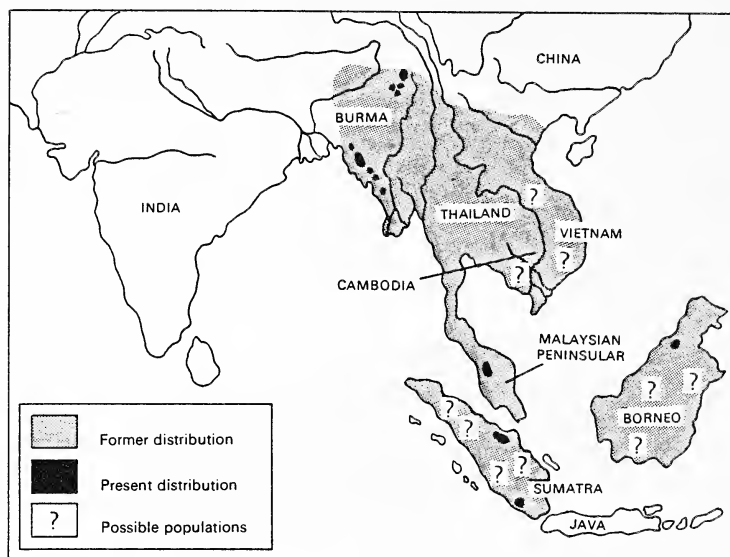 CHINA
BURMA
INDIA
THAILAND
?
VIETNAM
?
CAMBODIA
?
MALAYSIAN
PENINSULAR
?
?
?
?
BORNEO
?
?
?
?
SUMATRA
JAVA
Former distribution
Present distribution
? Possible populations